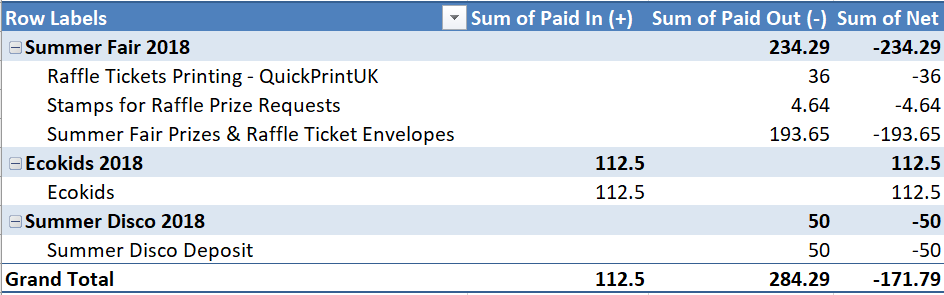 Row Labels Sum of Paid In (+) Sum of Paid Out (-) Sum of Net
Summer Fair 2018 234.29 -234.29
Raffle Tickets Printing - QuickPrintUK 36 -36
Stamps for Raffle Prize Requests 4.64 -4.64
Summer Fair Prizes & Raffle Ticket Envelopes 193.65 -193.65
Ecokids 2018 112.5 112.5
Ecokids 112.5 112.5
Summer Disco 2018 50 -50
Summer Disco Deposit 50 -50
Grand Total 112.5 284.29 -171.79